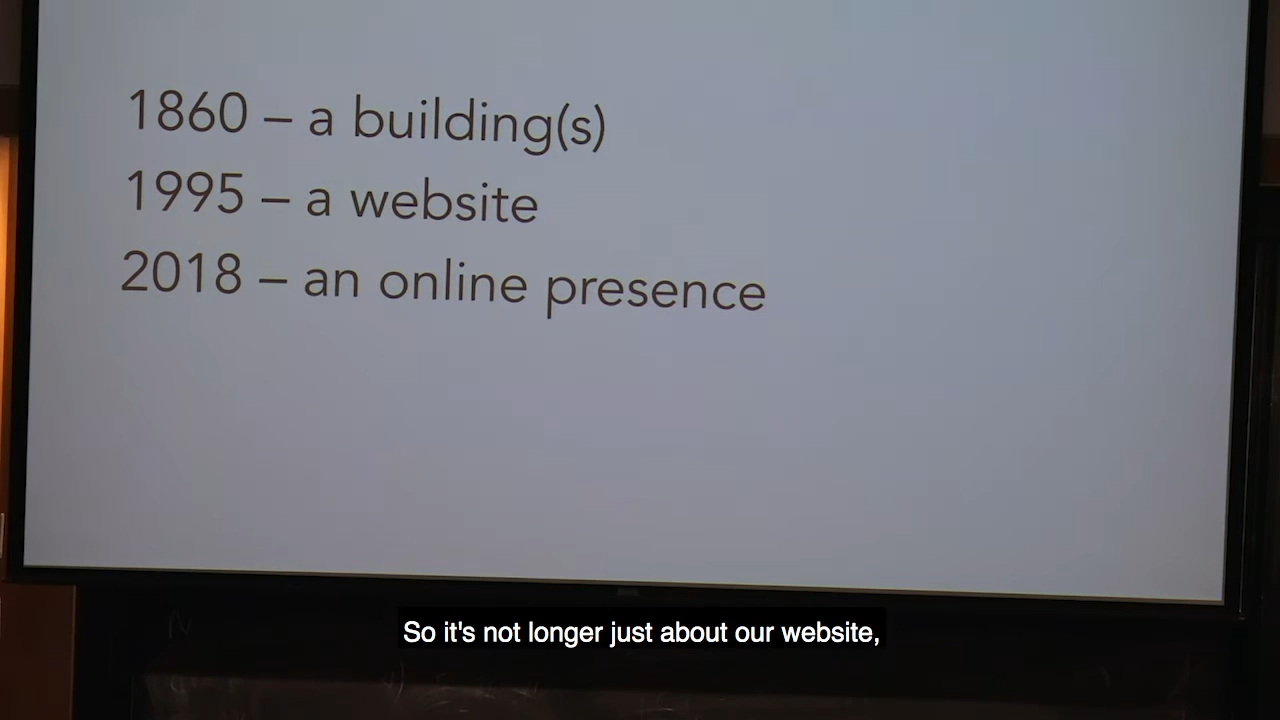 1860 – a building(s)
1995 – a website
2018 – an online presence
So it's not longer just about our website,